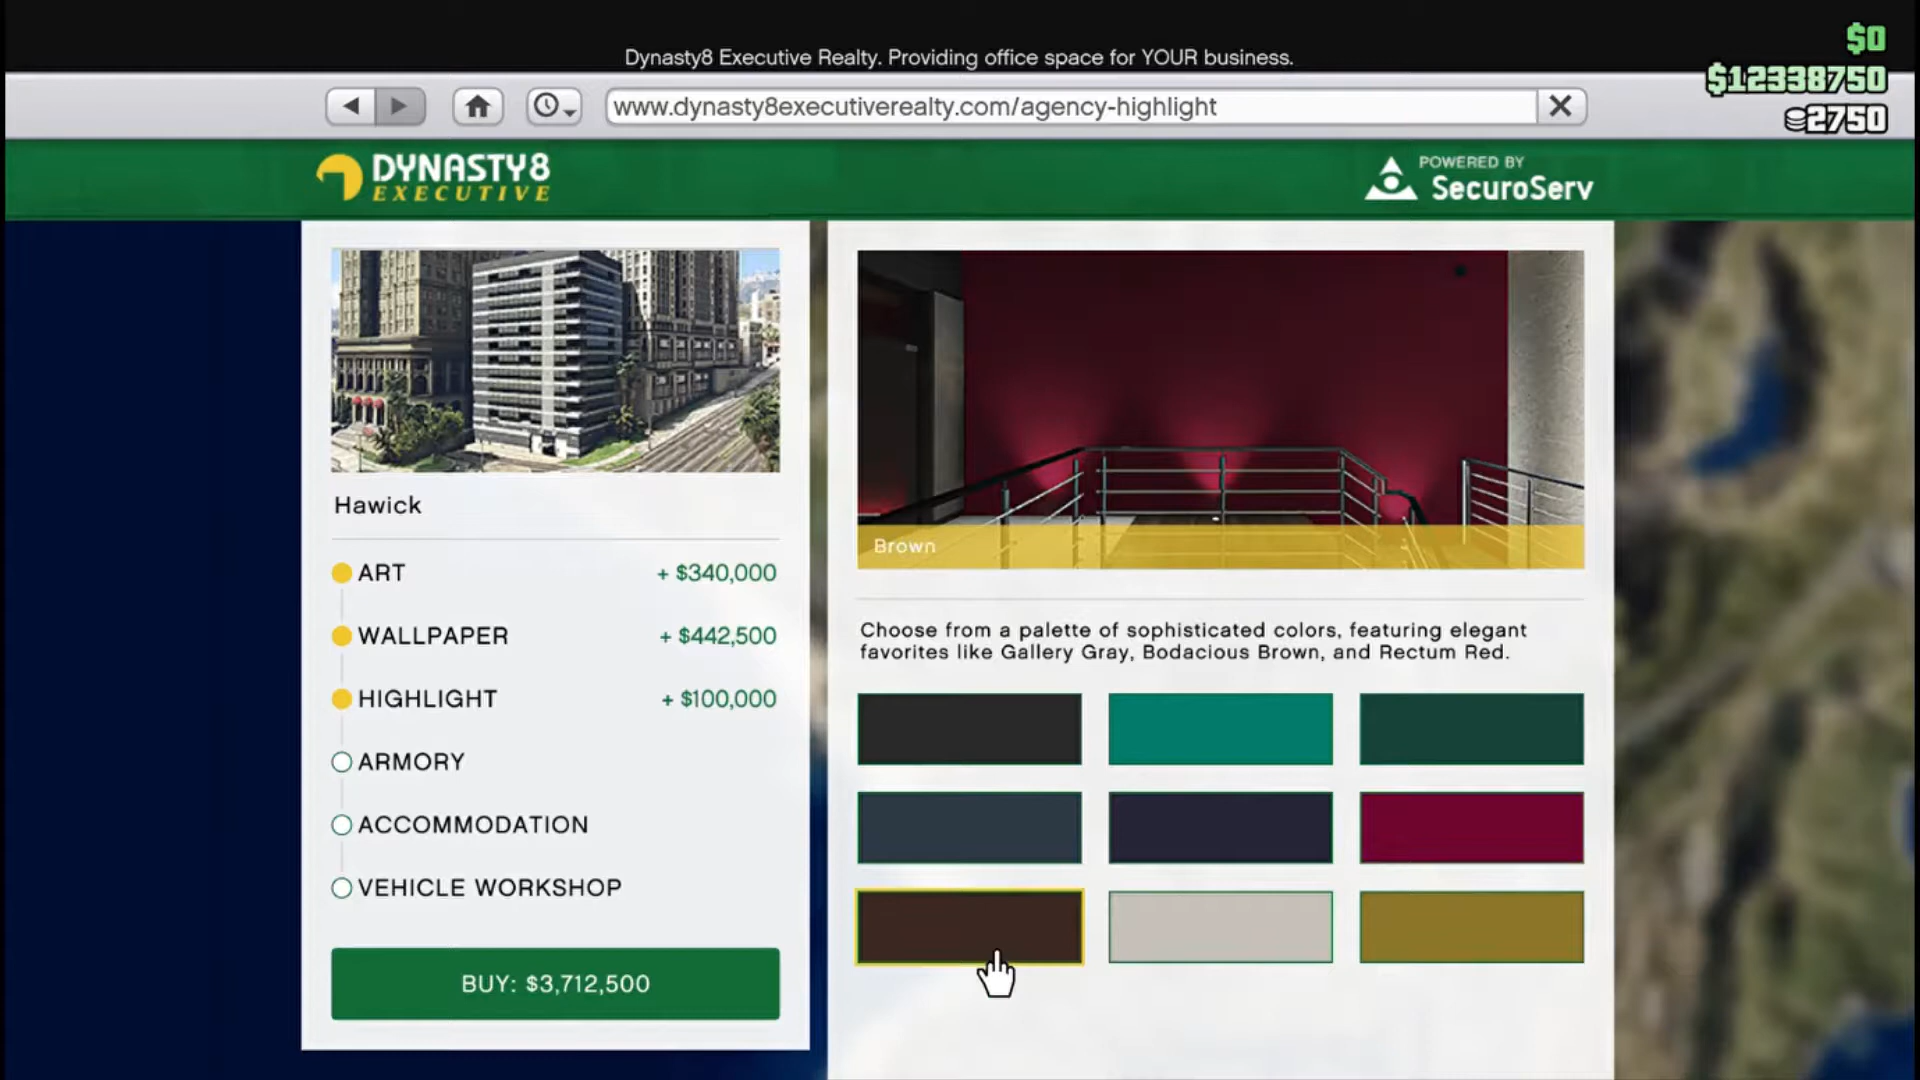 Dynasty8 Executive Realty. Providing office space for YOUR business.
$0
$12338750
2750
www.dynasty8executiverealty.com/agency-highlight
DYNASTY8
EXECUTIVE
POWERED BY
SecuroServ
Hawick
ART + $340,000
WALLPAPER + $442,500
HIGHLIGHT + $100,000
ARMORY
ACCOMMODATION
VEHICLE WORKSHOP
BUY: $3,712,500
Brown
Choose from a palette of sophisticated colors, featuring elegant
favorites like Gallery Gray, Bodacious Brown, and Rectum Red.